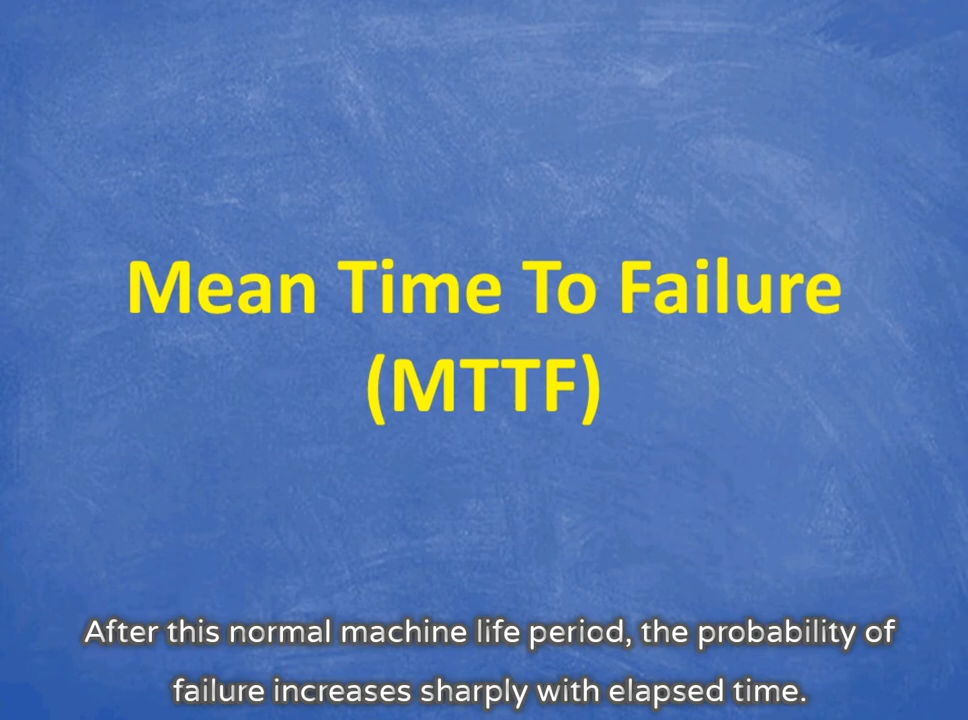 Mean Time To Failure
(MTTF)
After this normal machine life period, the probability of
failure increases sharply with elapsed time.